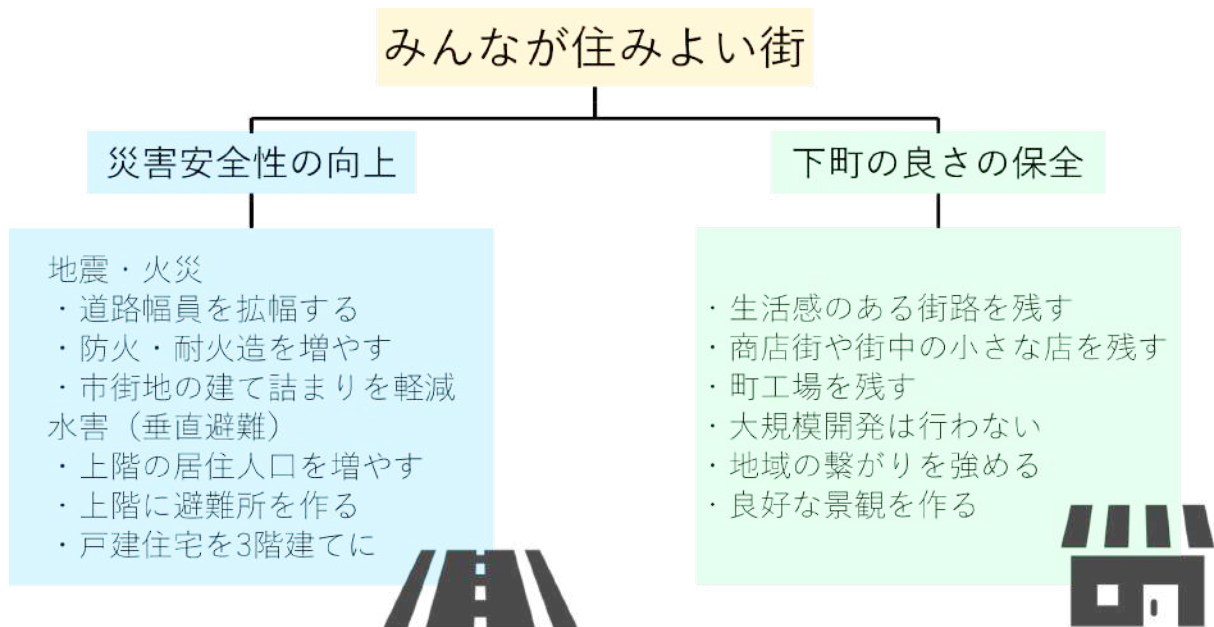 みんなが住みよい街
災害安全性の向上
地震・火災
・道路幅員を拡幅する
・防火・耐火造を増やす
・市街地の建て詰まりを軽減
水害（垂直避難）
・上階の居住人口を増やす
・上階に避難所を作る
・戸建住宅を3階建てに
下町の良さの保全
・生活感のある街路を残す
・商店街や街中の小さな店を残す
・町工場を残す
・大規模開発は行わない
・地域の繋がりを強める
・良好な景観を作る